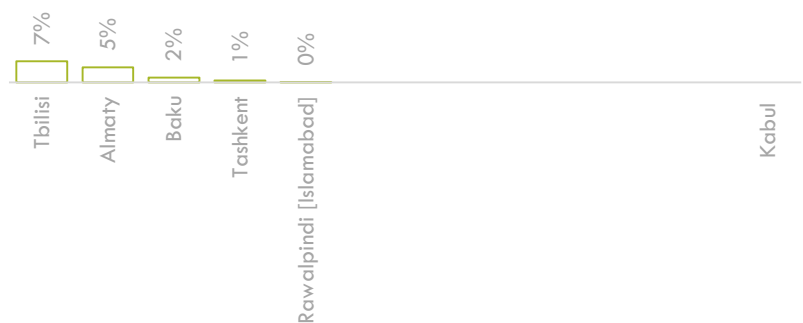 7%
5%
2%
1%
0%
Tbilisi
Almaty
Baku
Tashkent
Rawalpindi [Islamabad]
Kabul